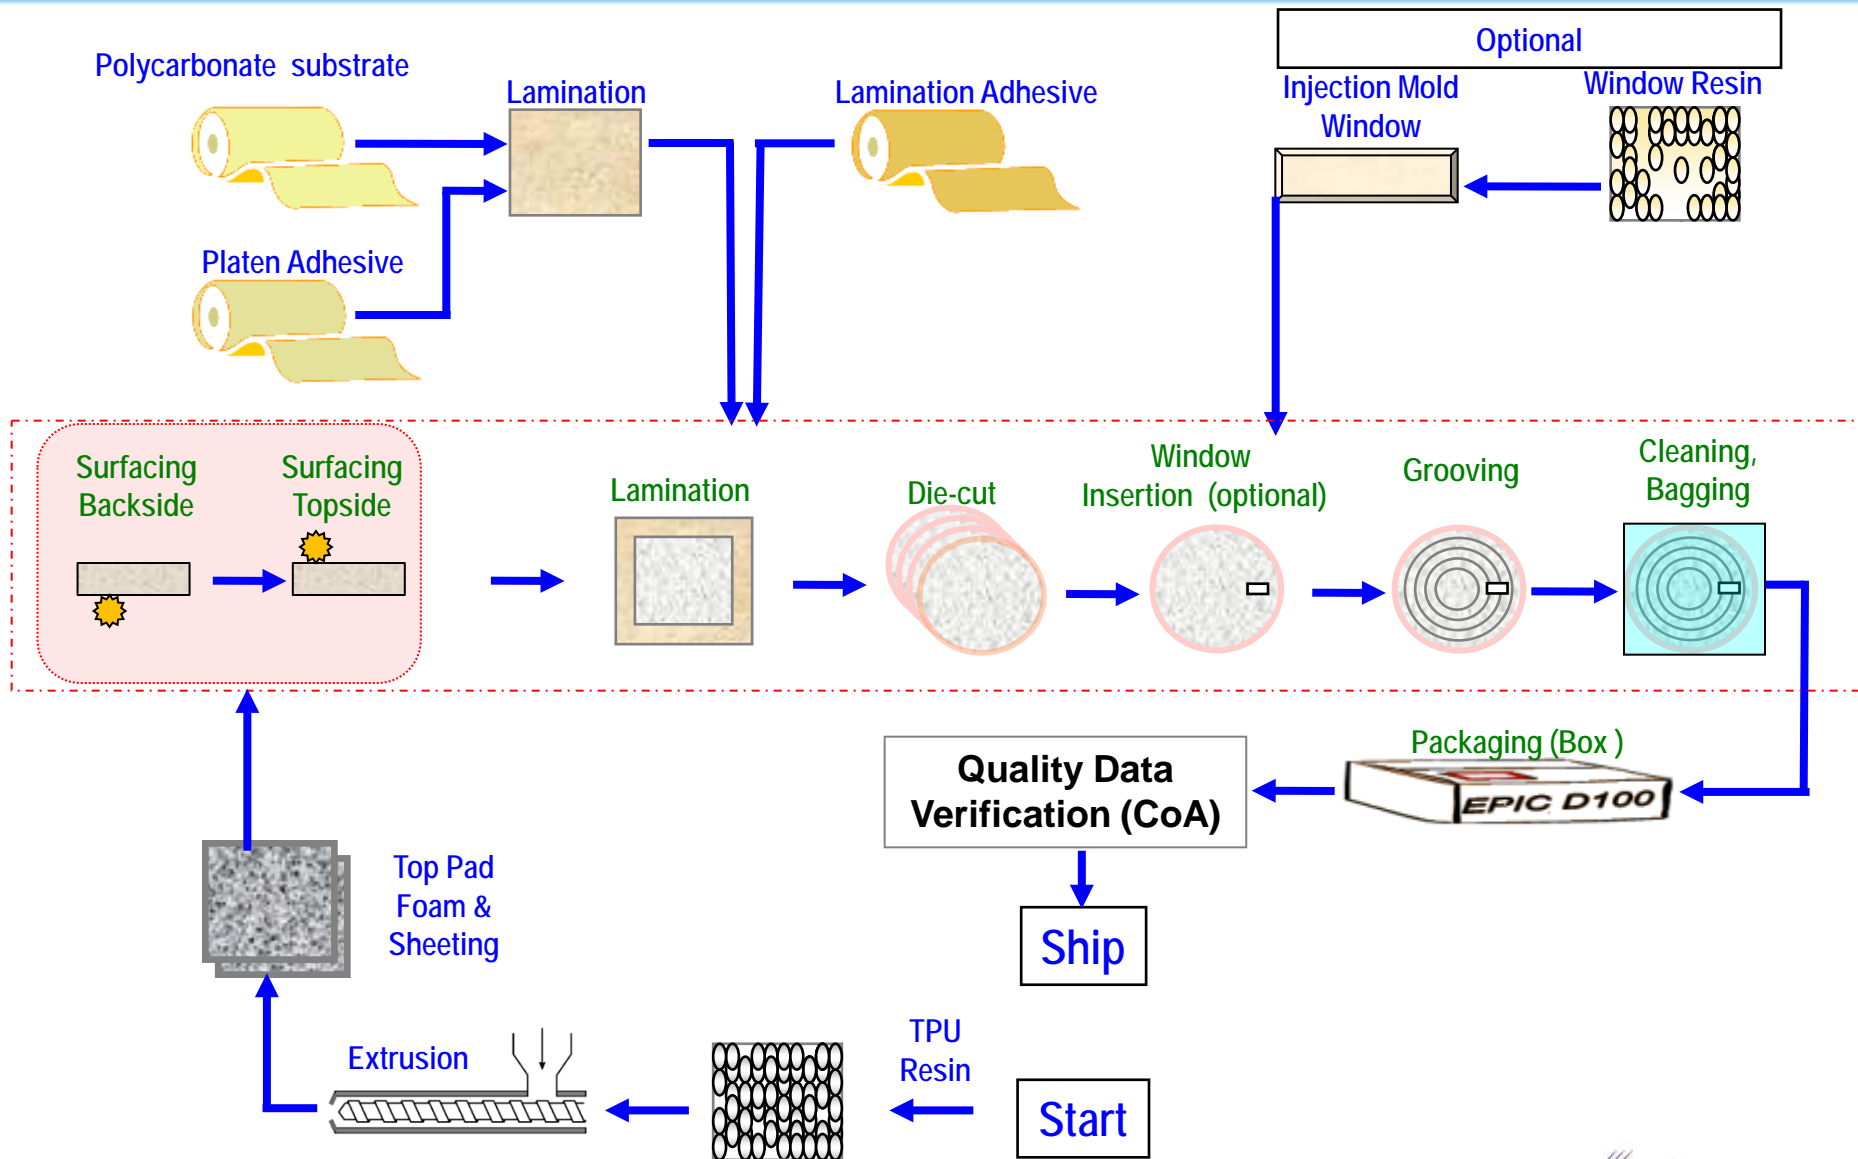 Optional
Polycarbonate substrate
Lamination
Lamination Adhesive
Injection Mold
Window
Window Resin
Platen Adhesive
Surfacing
Backside
Surfacing
Topside
Lamination
Die-cut
Window
Insertion (optional)
Grooving
Cleaning,
Bagging
Packaging (Box )
EPIC D100
Quality Data
Verification (CoA)
Top Pad
Foam &
Sheeting
Ship
Extrusion
TPU
Resin
Start